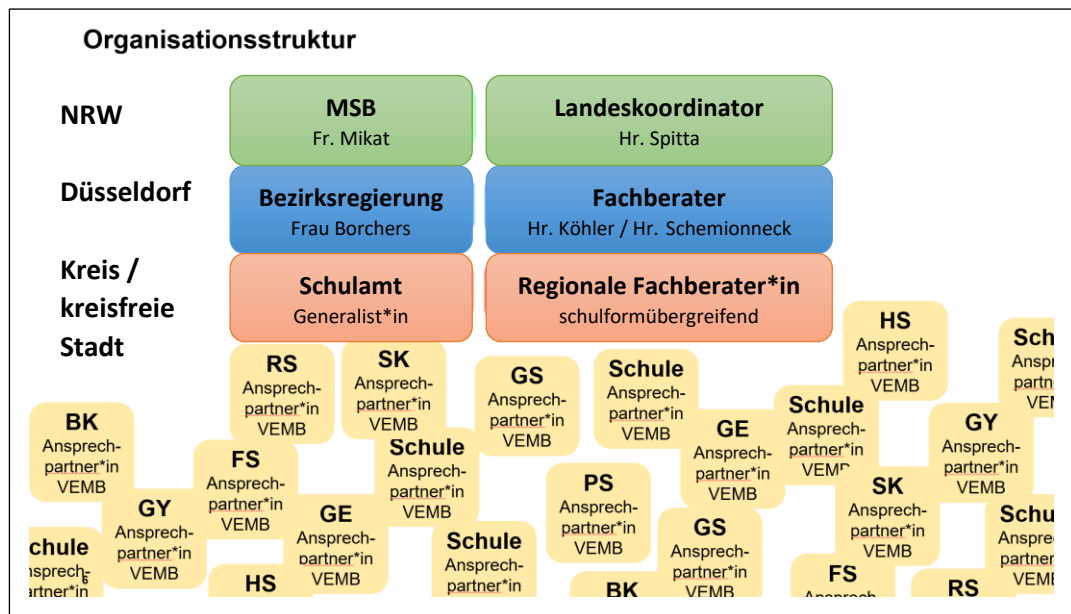 Organisationsstruktur
NRW
MSB
Fr. Mikat
Landeskoordinator
Hr. Spitta
Düsseldorf
Bezirksregierung
Frau Borchers
Fachberater
Hr. Köhler / Hr. Schemionneck
Kreis /
kreisfreie
Stadt
Schulamt
Generalist*in
Regionale Fachberater*in
schulformübergreifend
HS
Ansprech-
partner*in
VEMB
RS
Ansprech-
partner*in
VEMB
SK
Ansprech-
partner*in
VEMB
GS
Ansprech-
partner*in
VEMB
Schule
Ansprech-
partner*in
VEMB
Schule
Ansprech-
partner*in
BK
Ansprech-
partner*in
VEMB
GE
Ansprech-
partner*in
VEMB
GY
Ansprech-
partner*in
VEMB
FS
Ansprech-
partner*in
VEMB
Schule
Ansprech-
partner*in
VEMB
PS
Ansprech-
partner*in
VEMB
SK
Ansprech-
partner*in
VEMB
GY
Ansprech-
partner*in
VEMB
GE
Ansprech-
partner*in
VEMB
GS
Ansprech-
partner*in
VEMB
Schule
Ansprech-
partner*in
VEMB
HS
BK
FS
RS